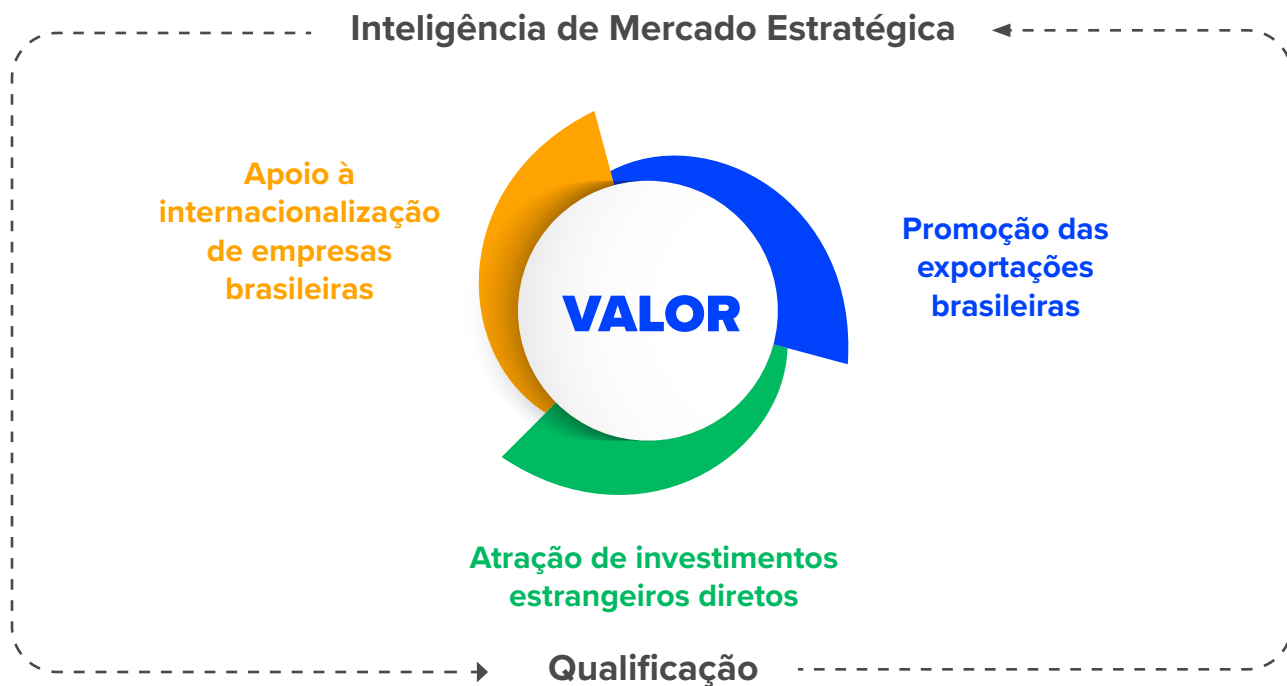 Inteligência de Mercado Estratégica
Apoio à
internacionalização
de empresas
brasileiras
Promoção das
exportações
brasileiras
VALOR
Atração de investimentos
estrangeiros diretos
Qualificação